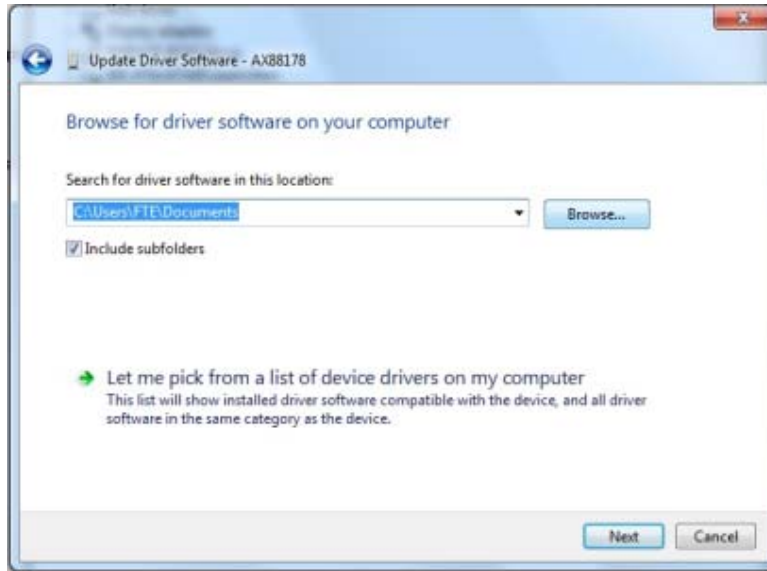 Update Driver Software - AX88178
Browse for driver software on your computer
Search for driver software in this location:
C:\Users\FTE\Documents
Browse...
Include subfolders
Let me pick from a list of device drivers on my computer
This list will show installed driver software compatible with the device, and all driver
software in the same category as the device.
Next
Cancel